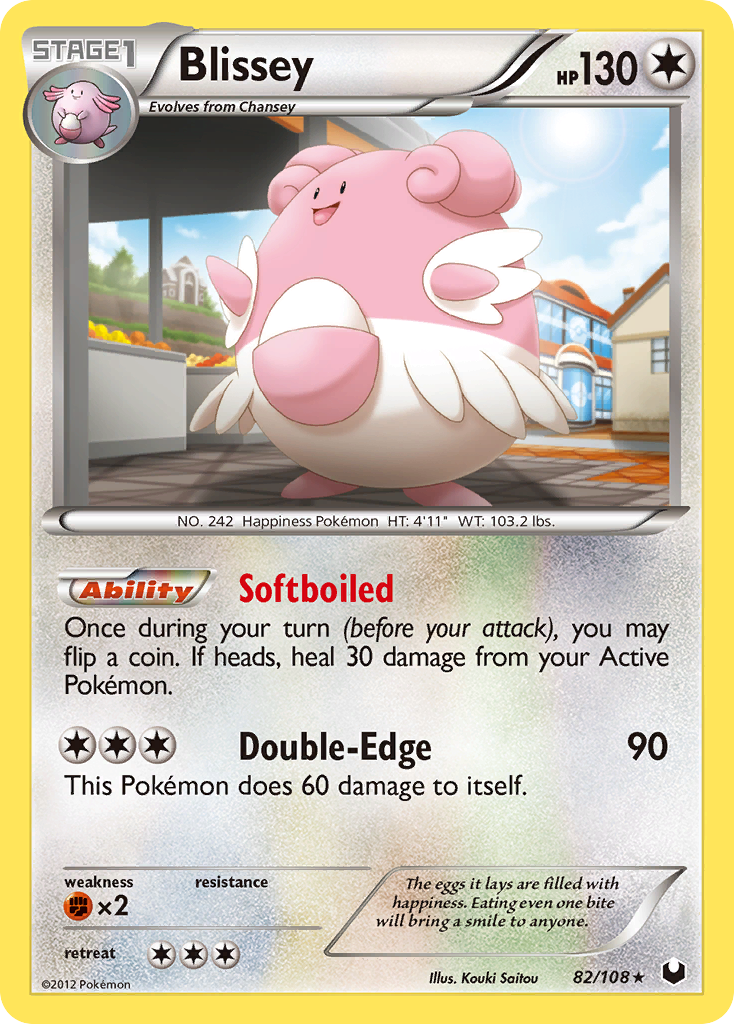 STAGE1
Blissey
HP130
Evolves from Chansey
NO. 242 Happiness Pokémon HT: 4'11" WT: 103.2 lbs.
Ability Softboiled
Once during your turn (before your attack), you may
flip a coin. If heads, heal 30 damage from your Active
Pokémon.
Double-Edge 90
This Pokémon does 60 damage to itself.
weakness resistance
×2
The eggs it lays are filled with
happiness. Eating even one bite
will bring a smile to anyone.
retreat
©2012 Pokémon
Illus. Kouki Saitou
82/108★